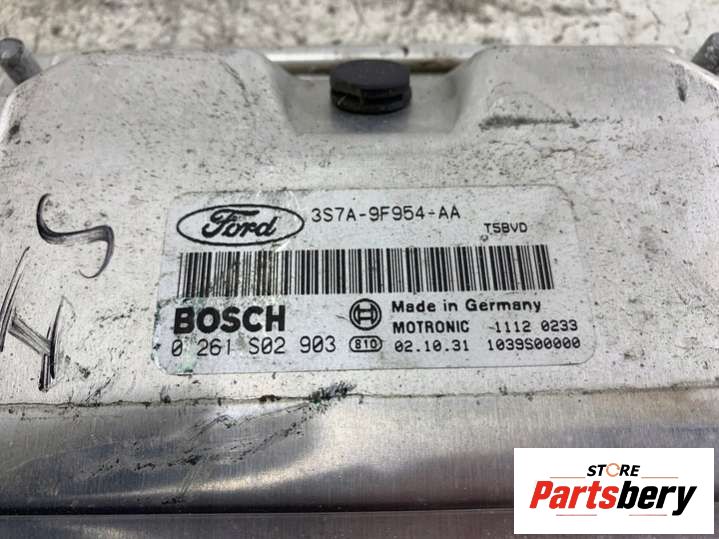 Ford 3S7A-9F954-AA
T5BVD
BOSCH Made in Germany
MOTRONIC 1112 0233
0 261 S02 903 810 02.10.31 1039S00000
STORE
Partsbery